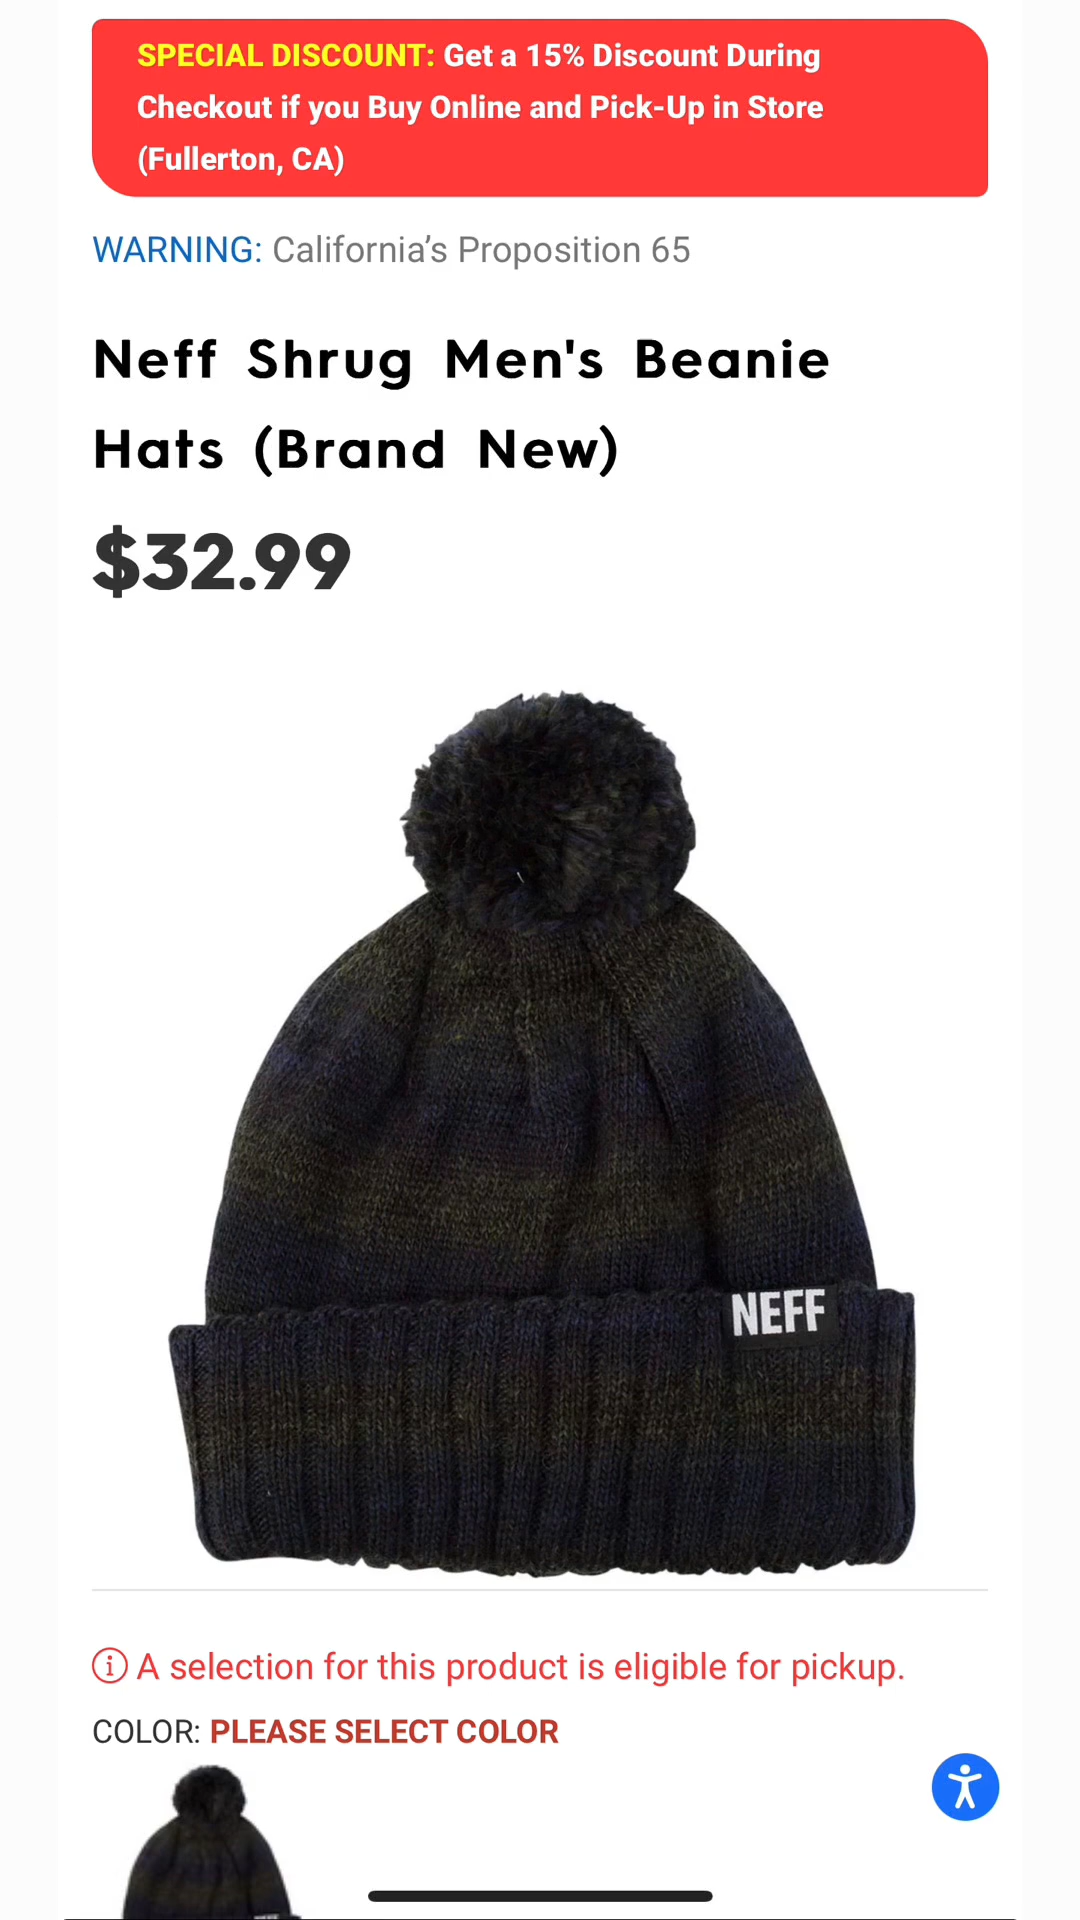 SPECIAL DISCOUNT: Get a 15% Discount During
Checkout if you Buy Online and Pick-Up in Store
(Fullerton, CA)
WARNING: California’s Proposition 65
Neff Shrug Men's Beanie
Hats (Brand New)
$32.99
NEFF
A selection for this product is eligible for pickup.
COLOR: PLEASE SELECT COLOR